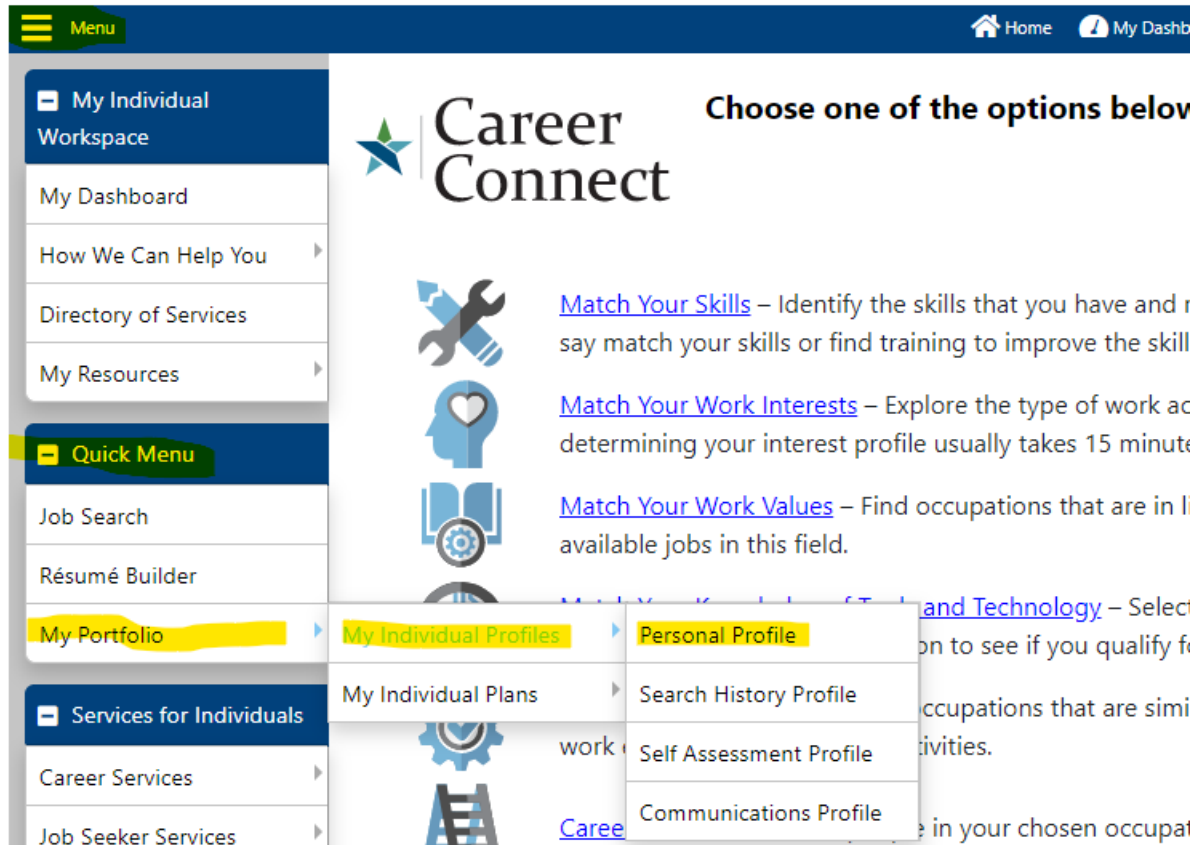 Menu
Home
My Dashb
My Individual
Workspace
My Dashboard
How We Can Help You
Directory of Services
My Resources
Quick Menu
Job Search
Résumé Builder
My Portfolio
My Individual Profiles
My Individual Plans
Personal Profile
Search History Profile
Self Assessment Profile
Communications Profile
Services for Individuals
Career Services
Job Seeker Services
Career
Connect
Choose one of the options below
Match Your Skills – Identify the skills that you have and
say match your skills or find training to improve the skill
Match Your Work Interests – Explore the type of work ac
determining your interest profile usually takes 15 minute
Match Your Work Values – Find occupations that are in li
available jobs in this field.
and Technology – Select
on to see if you qualify fo
ccupations that are simi
work
tivities.
Caree
in your chosen occupat